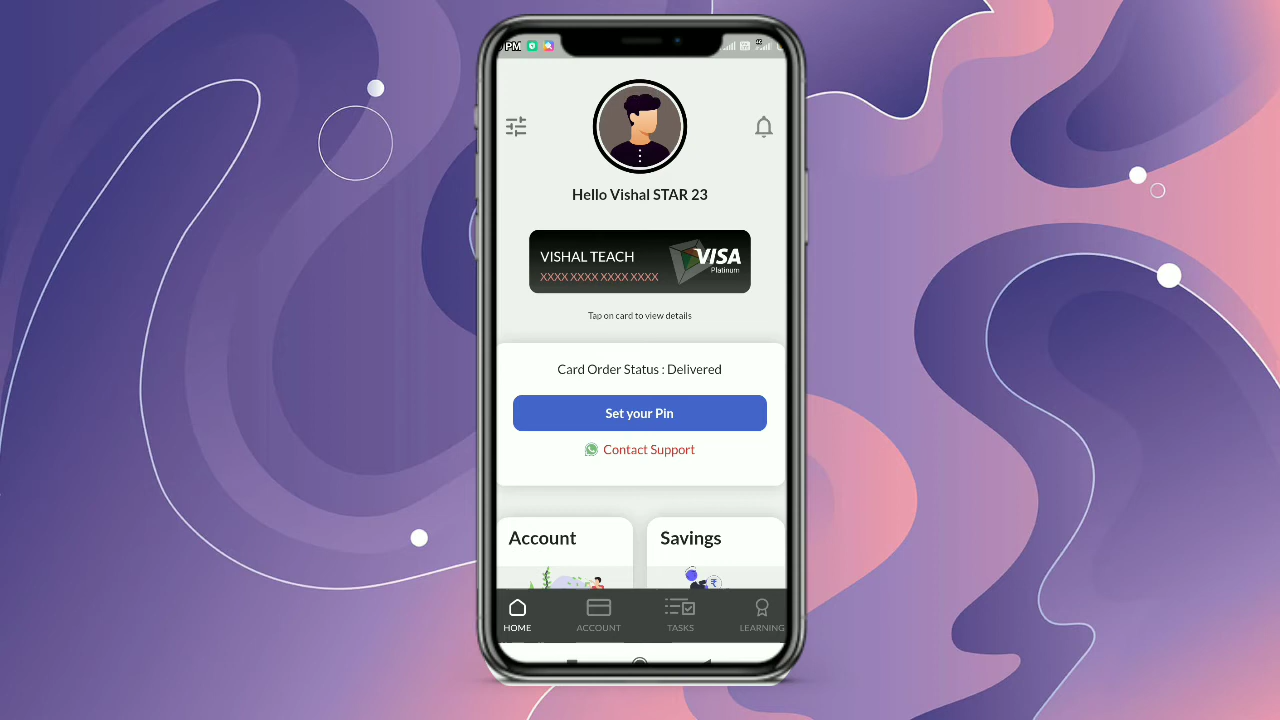 PM
Hello Vishal STAR 23
VISHAL TEACH
XXXX XXXX XXXX XXXX
VISA
Platinum
Tap on card to view details
Card Order Status : Delivered
Set your Pin
Contact Support
Account
Savings
₹
HOME
ACCOUNT
TASKS
LEARNING